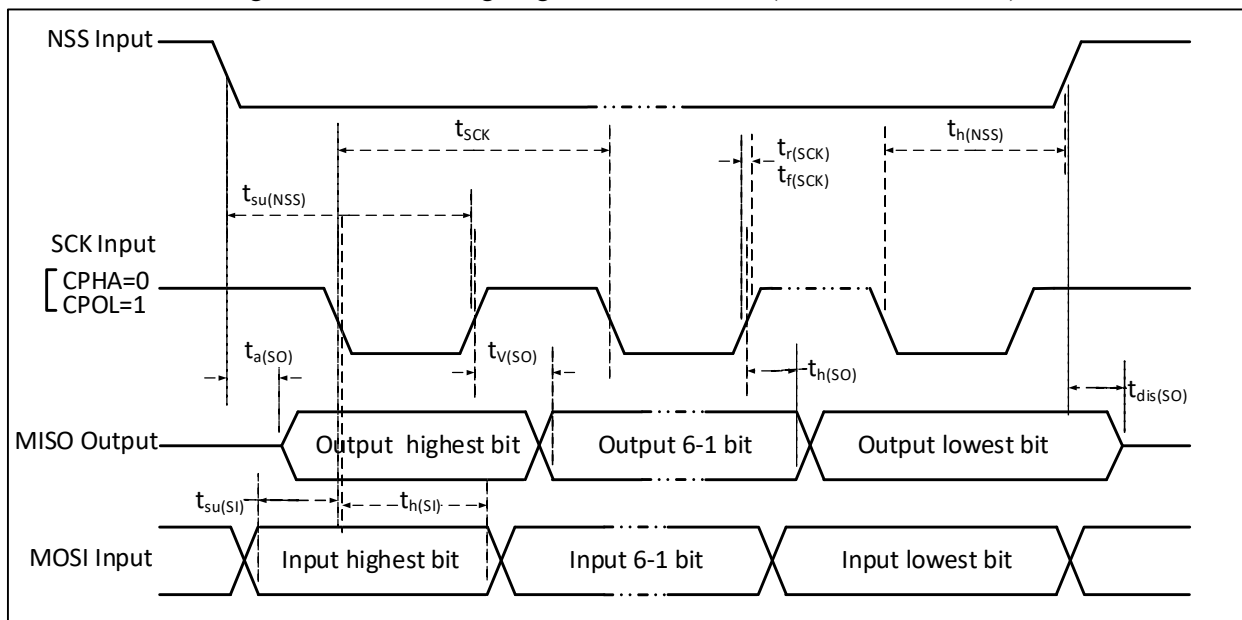 NSS Input
tSCK
th(NSS)
tr(SCK)
tf(SCK)
tsu(NSS)
SCK Input
CPHA=0
CPOL=1
ta(SO)
tV(SO)
th(SO)
tdis(SO)
MISO Output
Output highest bit
Output 6-1 bit
Output lowest bit
tsu(SI)
th(SI)
MOSI Input
Input highest bit
Input 6-1 bit
Input lowest bit